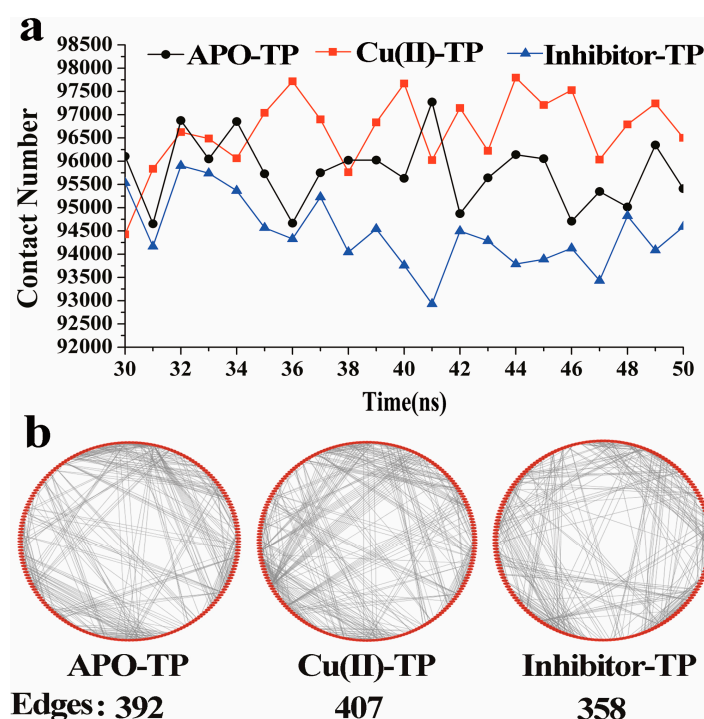 a
APO-TP Cu(II)-TP Inhibitor-TP
98500
98000
97500
97000
96500
96000
95500
95000
94500
94000
93500
93000
92500
92000
Contact Number
30 32 34 36 38 40 42 44 46 48 50
Time(ns)
b
APO-TP Cu(II)-TP Inhibitor-TP
Edges: 392 407 358